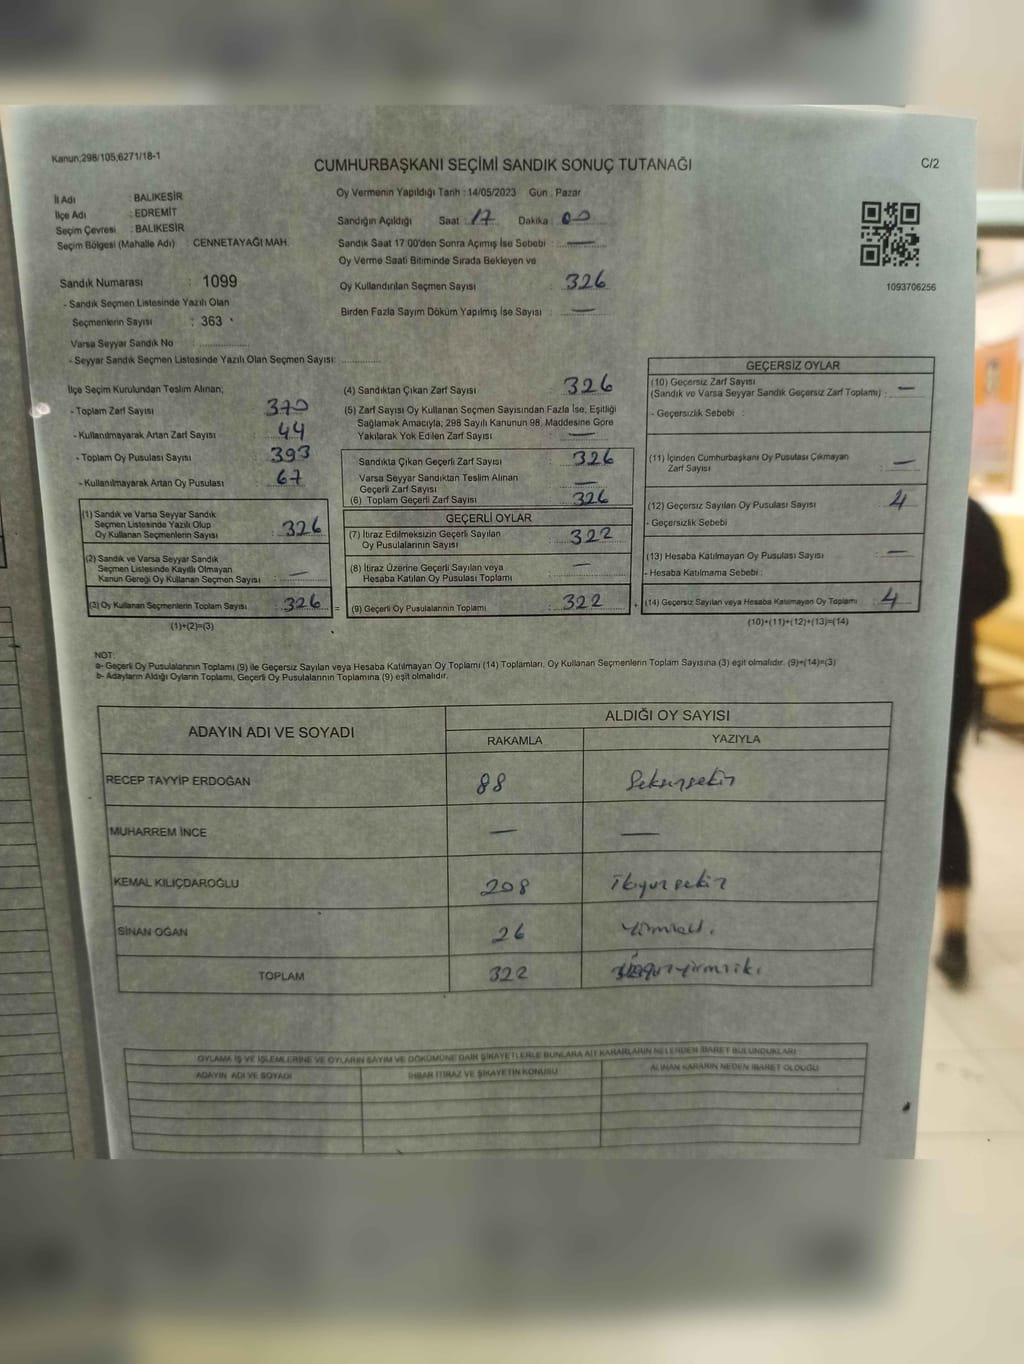 Kanun;298/105;6271/18-1
CUMHURBAŞKANI SEÇİMİ SANDIK SONUÇ TUTANAĞI
C/2
İl Adı : BALIKESİR
İlçe Adı : EDREMİT
Seçim Çevresi : BALIKESİR
Seçim Bölgesi (Mahalle Adı) : CENNETAYAĞI MAH.
Sandık Numarası : 1099
- Sandık Seçmen Listesinde Yazılı Olan
Seçmenlerin Sayısı : 363
Varsa Seyyar Sandık No :
- Seyyar Sandık Seçmen Listesinde Yazılı Olan Seçmen Sayısı:
Oy Vermenin Yapıldığı Tarih : 14/05/2023 Gün : Pazar
Sandığın Açıldığı Saat : 17 Dakika : 00
Sandık Saat 17:00'den Sonra Açımış İse Sebebi : —
Oy Verme Saati Bitiminde Sırada Bekleyen ve
Oy Kullandırılan Seçmen Sayısı : 326
Birden Fazla Sayım Döküm Yapılmış İse Sayısı : —
1093706256
İlçe Seçim Kurulundan Teslim Alınan;
- Toplam Zarf Sayısı : 370
- Kullanılmayarak Artan Zarf Sayısı : 44
- Toplam Oy Pusulası Sayısı : 393
- Kullanılmayarak Artan Oy Pusulası : 67
(1) Sandık ve Varsa Seyyar Sandık
Seçmen Listesinde Yazılı Olup
Oy Kullanan Seçmenlerin Sayısı : 326
(2) Sandık ve Varsa Seyyar Sandık
Seçmen Listesinde Kayıtlı Olmayan
Kanun Gereği Oy Kullanan Seçmen Sayısı : —
(3) Oy Kullanan Seçmenlerin Toplam Sayısı : 326 =
(1)+(2)=(3)
(4) Sandıktan Çıkan Zarf Sayısı : 326
(5) Zarf Sayısı Oy Kullanan Seçmen Sayısından Fazla İse, Eşitliği
Sağlamak Amacıyla; 298 Sayılı Kanunun 98. Maddesine Göre
Yakılarak Yok Edilen Zarf Sayısı : —
Sandıkta Çıkan Geçerli Zarf Sayısı : 326
Varsa Seyyar Sandıktan Teslim Alınan
Geçerli Zarf Sayısı : —
(6) Toplam Geçerli Zarf Sayısı : 326
GEÇERLİ OYLAR
(7) İtiraz Edilmeksizin Geçerli Sayılan
Oy Pusulalarının Sayısı : 322
(8) İtiraz Üzerine Geçerli Sayılan veya
Hesaba Katılan Oy Pusulası Toplamı : —
(9) Geçerli Oy Pusulalarının Toplamı : 322 +
GEÇERSİZ OYLAR
(10) Geçersiz Zarf Sayısı
(Sandık ve Varsa Seyyar Sandık Geçersiz Zarf Toplamı) : —
- Geçersizlik Sebebi :
(11) İçinden Cumhurbaşkanı Oy Pusulası Çıkmayan
Zarf Sayısı : —
(12) Geçersiz Sayılan Oy Pusulası Sayısı : 4
- Geçersizlik Sebebi :
(13) Hesaba Katılmayan Oy Pusulası Sayısı : —
- Hesaba Katılmama Sebebi :
(14) Geçersiz Sayılan veya Hesaba Katılmayan Oy Toplamı : 4
(10)+(11)+(12)+(13)=(14)
NOT:
a- Geçerli Oy Pusulalarının Toplamı (9) ile Geçersiz Sayılan veya Hesaba Katılmayan Oy Toplamı (14) Toplamları, Oy Kullanan Seçmenlerin Toplam Sayısına (3) eşit olmalıdır. (9)+(14)=(3)
b- Adayların Aldığı Oyların Toplamı, Geçerli Oy Pusulalarının Toplamına (9) eşit olmalıdır.
ADAYIN ADI VE SOYADI ALDIĞI OY SAYISI
RAKAMLA YAZIYLA
RECEP TAYYİP ERDOĞAN 88 Seksensekiz
MUHARREM İNCE — —
KEMAL KILIÇDAROĞLU 208 ikiyüzsekiz
SİNAN OĞAN 26 yirmialtı.
TOPLAM 322 üçyüzyirmiiki
OYLAMA İŞ VE İŞLEMLERİNE VE OYLARIN SAYIM VE DÖKÜMÜNE DAİR ŞİKAYETLERLE BUNLARA AİT KARARLARIN NELERDEN İBARET BULUNDUKLARI
ADAYIN ADI VE SOYADI İHBAR İTİRAZ VE ŞİKAYETİN KONUSU ALINAN KARARIN NEDEN İBARET OLDUĞU